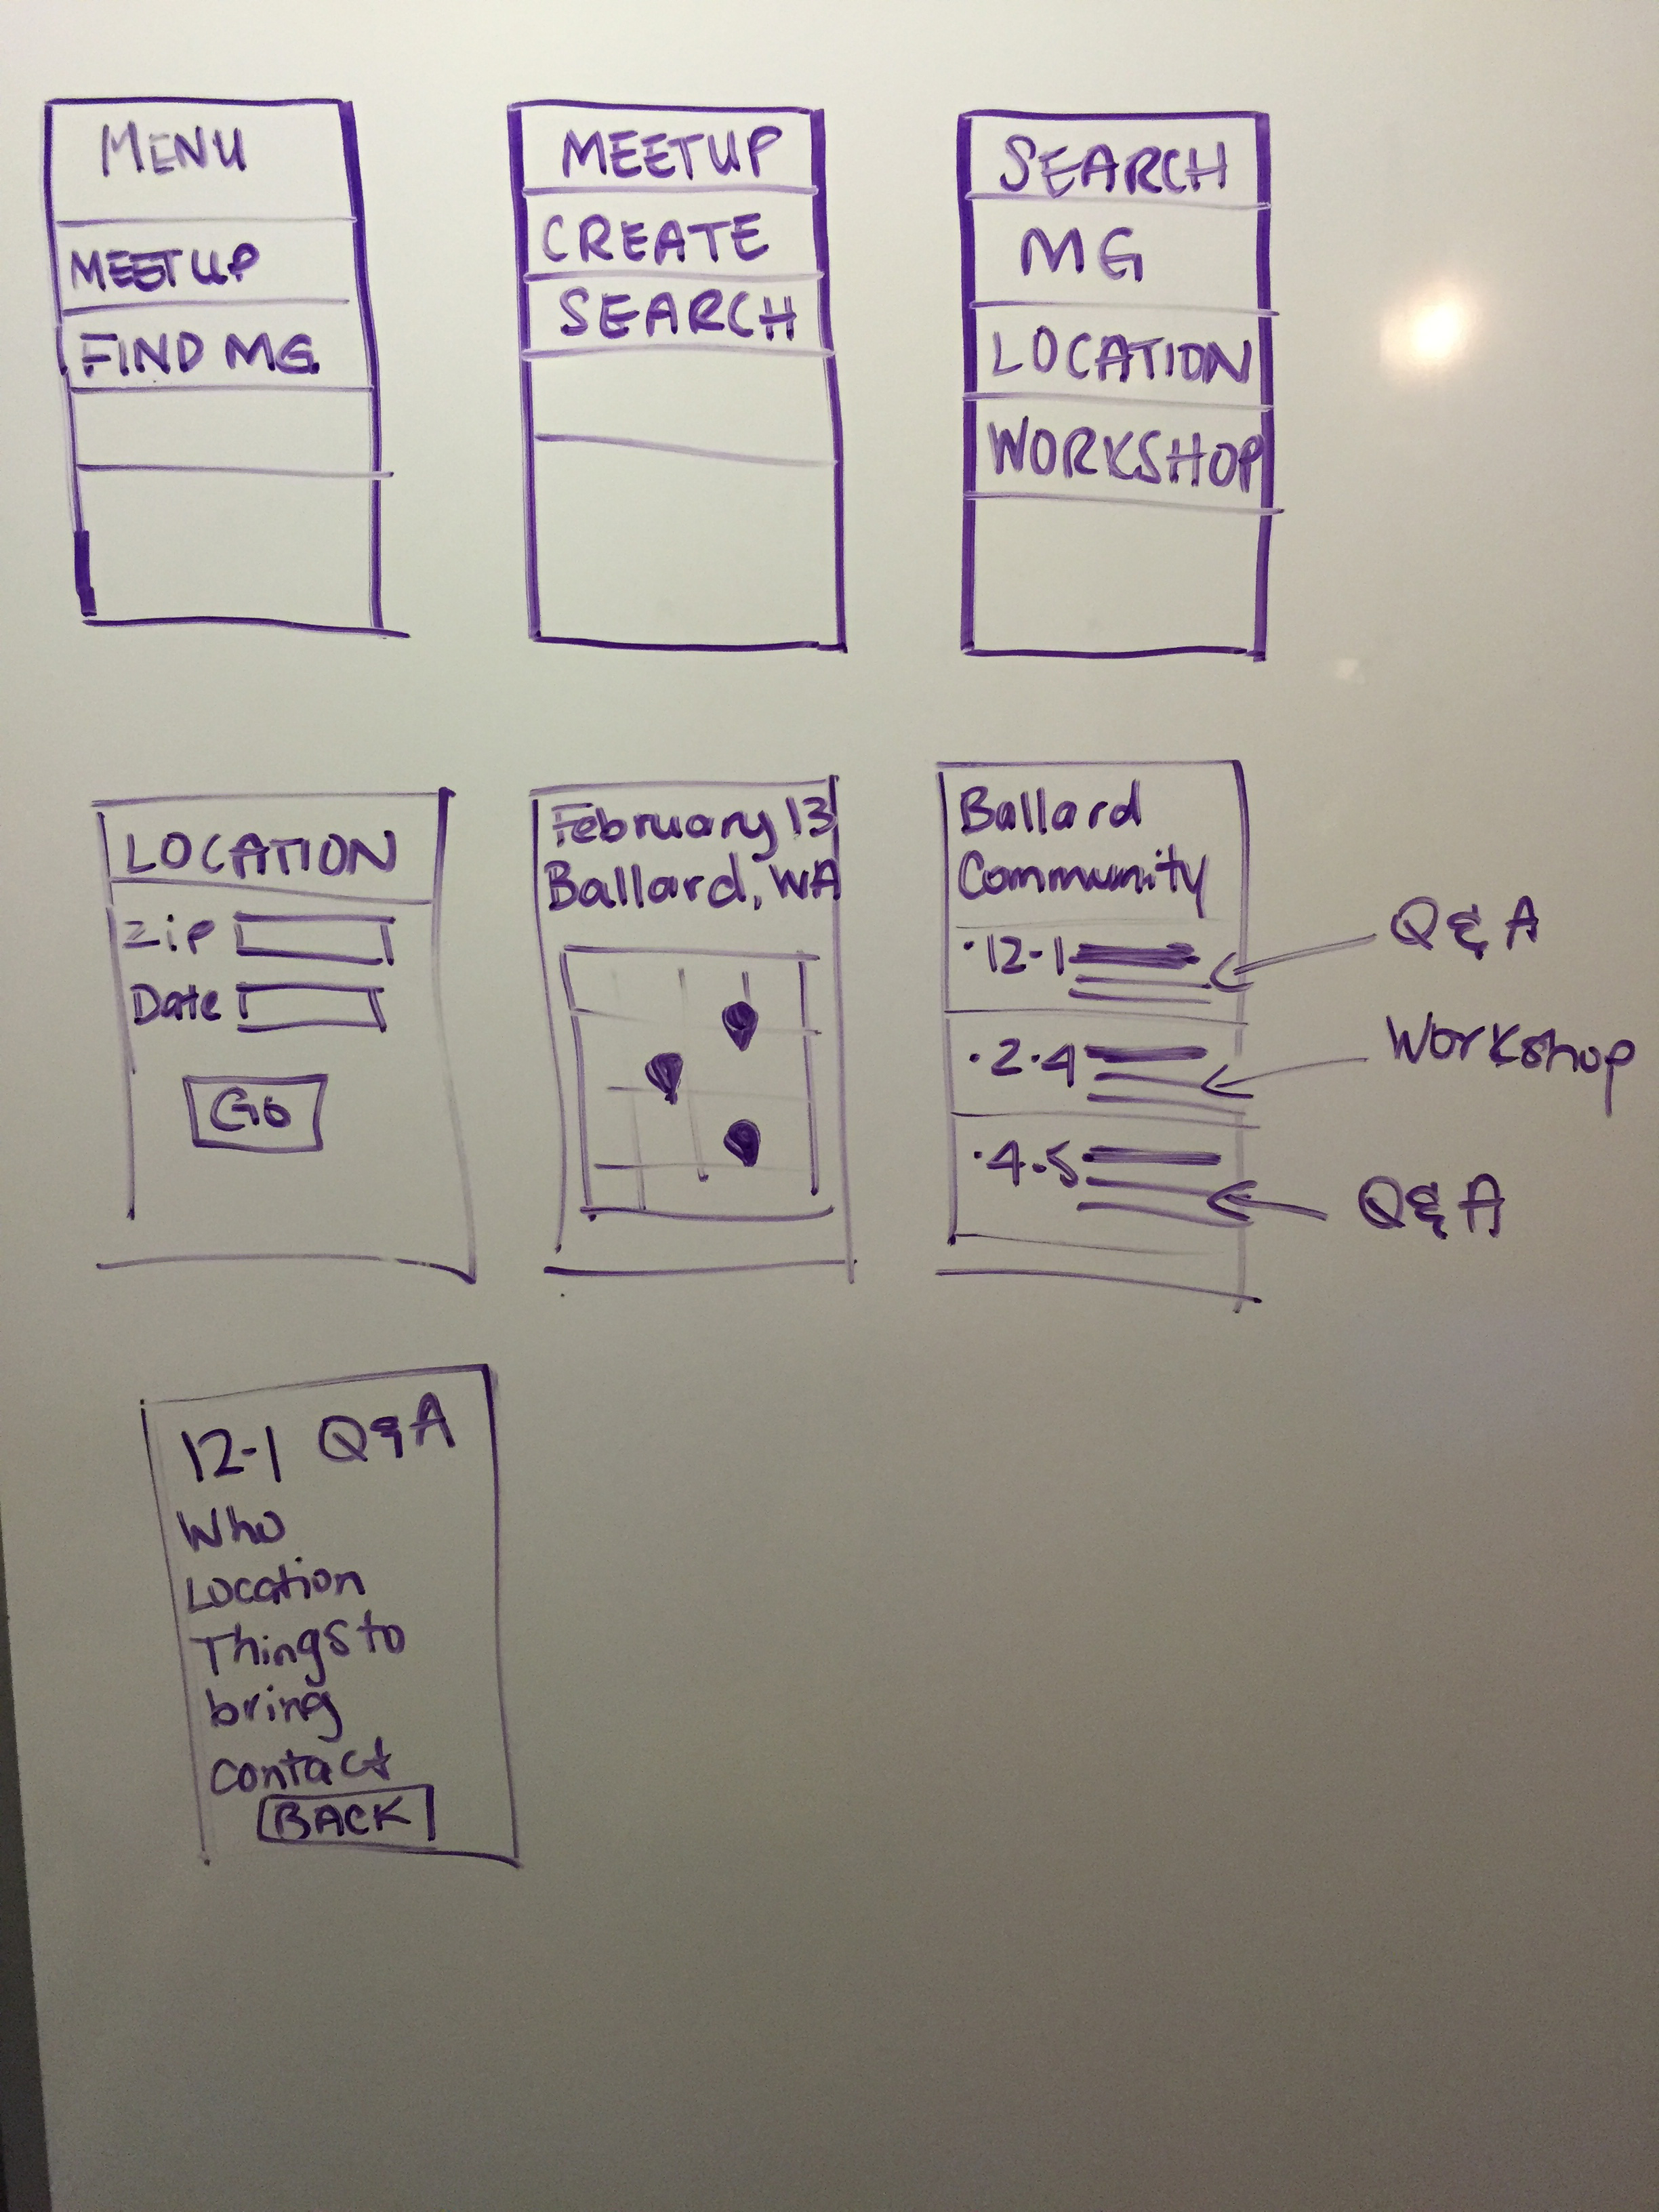 MENU
MEETUP
FIND MG
MEETUP
CREATE
SEARCH
SEARCH
MG
LOCATION
WORKSHOP
LOCATION
Zip
Date
Go
February 13
Ballard, WA
Ballard
Community
·12-1
·2-4
·4-5
Q&A
Workshop
Q&A
12-1 Q&A
Who
Location
Things to
bring
Contact
BACK